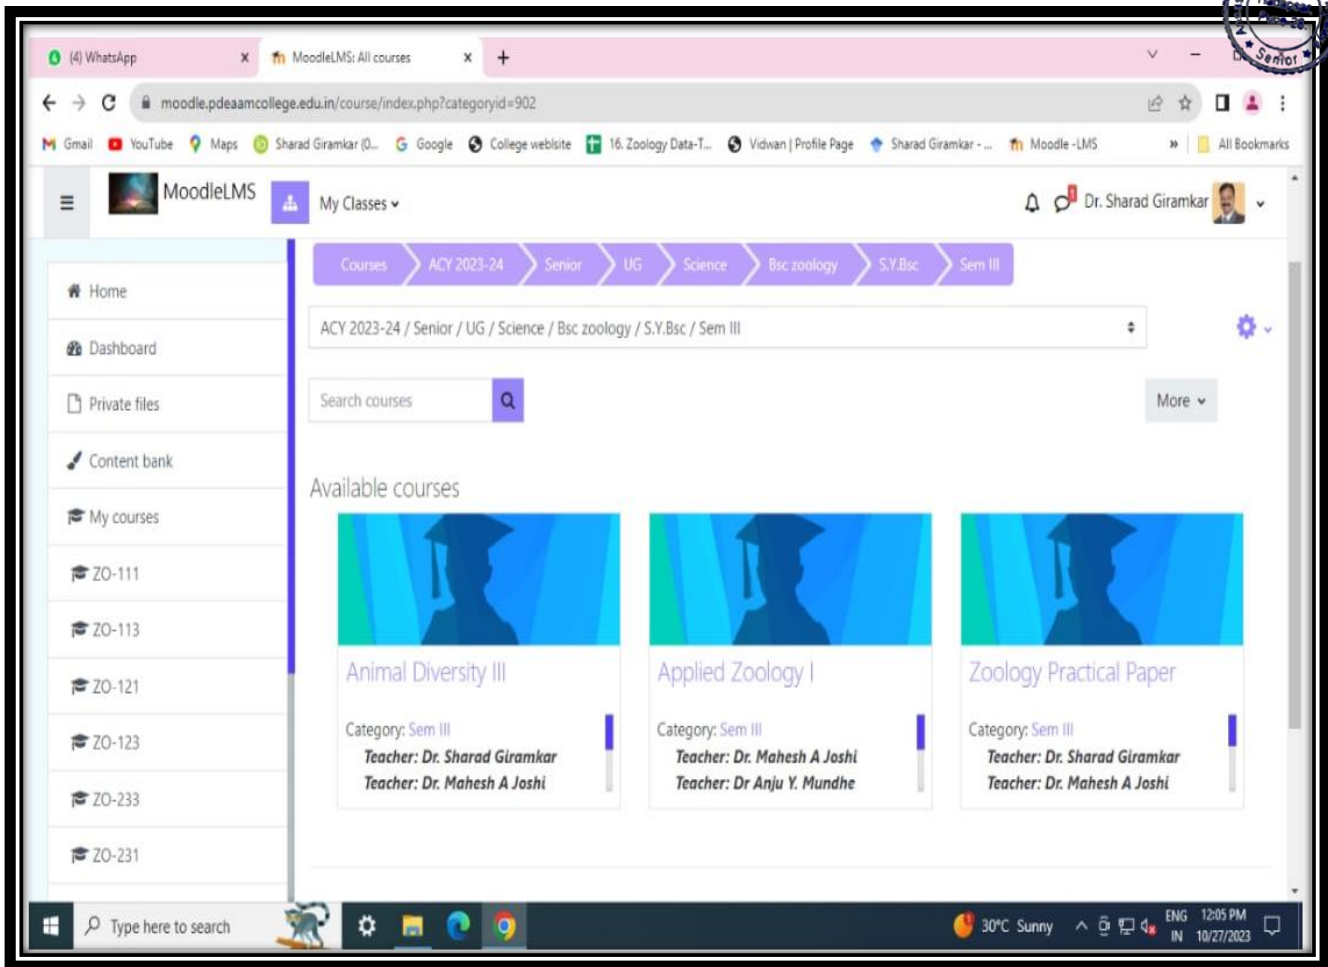 (4) WhatsApp
MoodleLMS: All courses
moodle.pdeaamcollege.edu.in/course/index.php?categoryid=902
Gmail YouTube Maps Sharad Giramkar (0... Google College weblsite 16. Zoology Data-T... Vidwan | Profile Page Sharad Giramkar - ... Moodle -LMS » All Bookmarks
MoodleLMS My Classes Dr. Sharad Giramkar
Courses ACY 2023-24 Senior UG Science Bsc zoology S.Y.Bsc Sem III
ACY 2023-24 / Senior / UG / Science / Bsc zoology / S.Y.Bsc / Sem III
Search courses More
Home
Dashboard
Private files
Content bank
My courses
ZO-111
ZO-113
ZO-121
ZO-123
ZO-233
ZO-231
Available courses
Animal Diversity III
Category: Sem III
Teacher: Dr. Sharad Giramkar
Teacher: Dr. Mahesh A Joshi
Applied Zoology I
Category: Sem III
Teacher: Dr. Mahesh A Joshi
Teacher: Dr Anju Y. Mundhe
Zoology Practical Paper
Category: Sem III
Teacher: Dr. Sharad Giramkar
Teacher: Dr. Mahesh A Joshi
Type here to search
30°C Sunny
ENG
IN
12:05 PM
10/27/2023
Senior